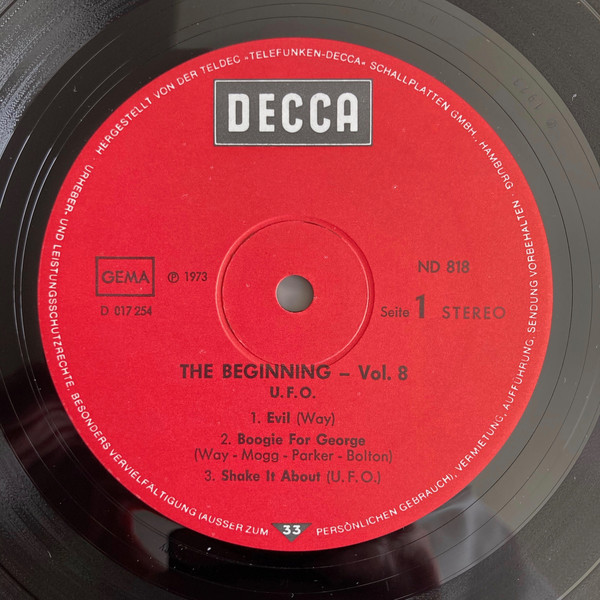 HERGESTELLT VON DER TELDEC »TELEFUNKEN-DECCA« SCHALLPLATTEN GMBH · HAMBURG ·
DECCA
GEMA
℗ 1973
ND 818
D 017 254
Seite 1 STEREO
THE BEGINNING – Vol. 8
U.F.O.
1. Evil (Way)
2. Boogie For George
(Way - Mogg - Parker - Bolton)
3. Shake It About (U.F.O.)
URHEBER- UND LEISTUNGSSCHUTZRECHTE, BESONDERS VERVIELFÄLTIGUNG (AUSSER ZUM PERSÖNLICHEN GEBRAUCH), VERMIETUNG, AUFFÜHRUNG, SENDUNG VORBEHALTEN
33